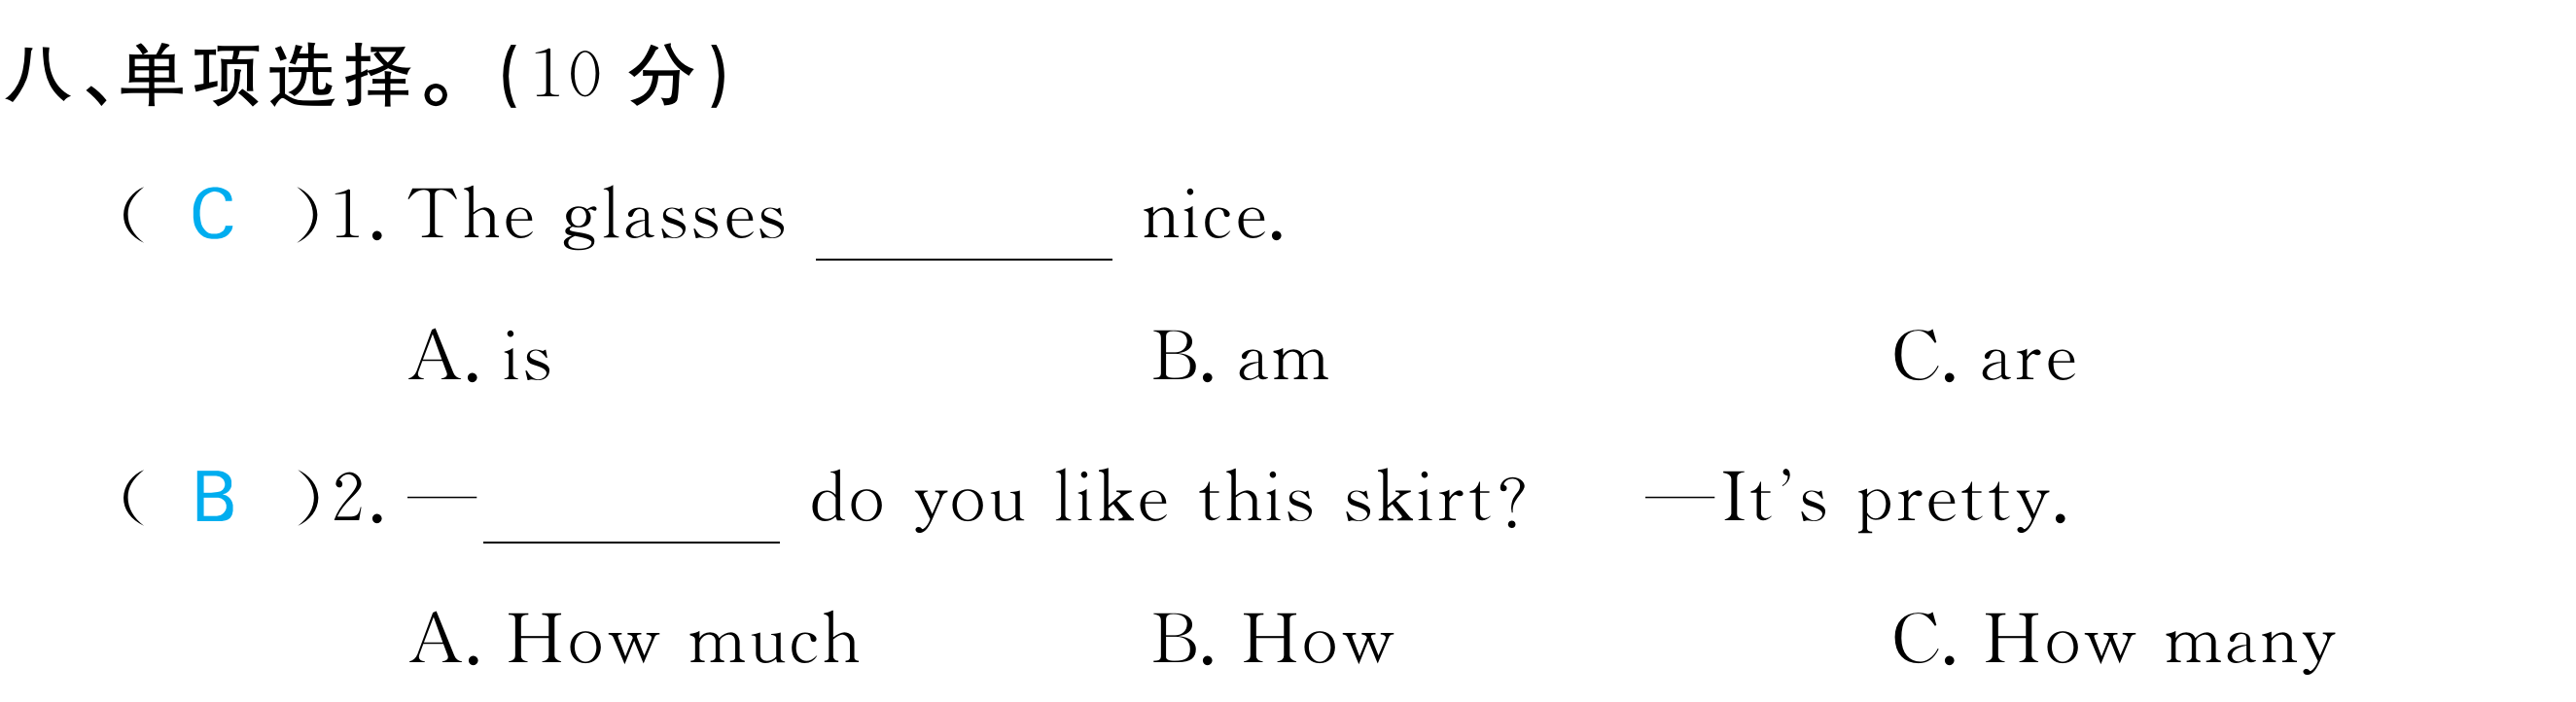 八、单项选择。(10 分)
( C )1. The glasses ________ nice.
A. is B. am C. are
( B )2. —________ do you like this skirt? —It's pretty.
A. How much B. How C. How many